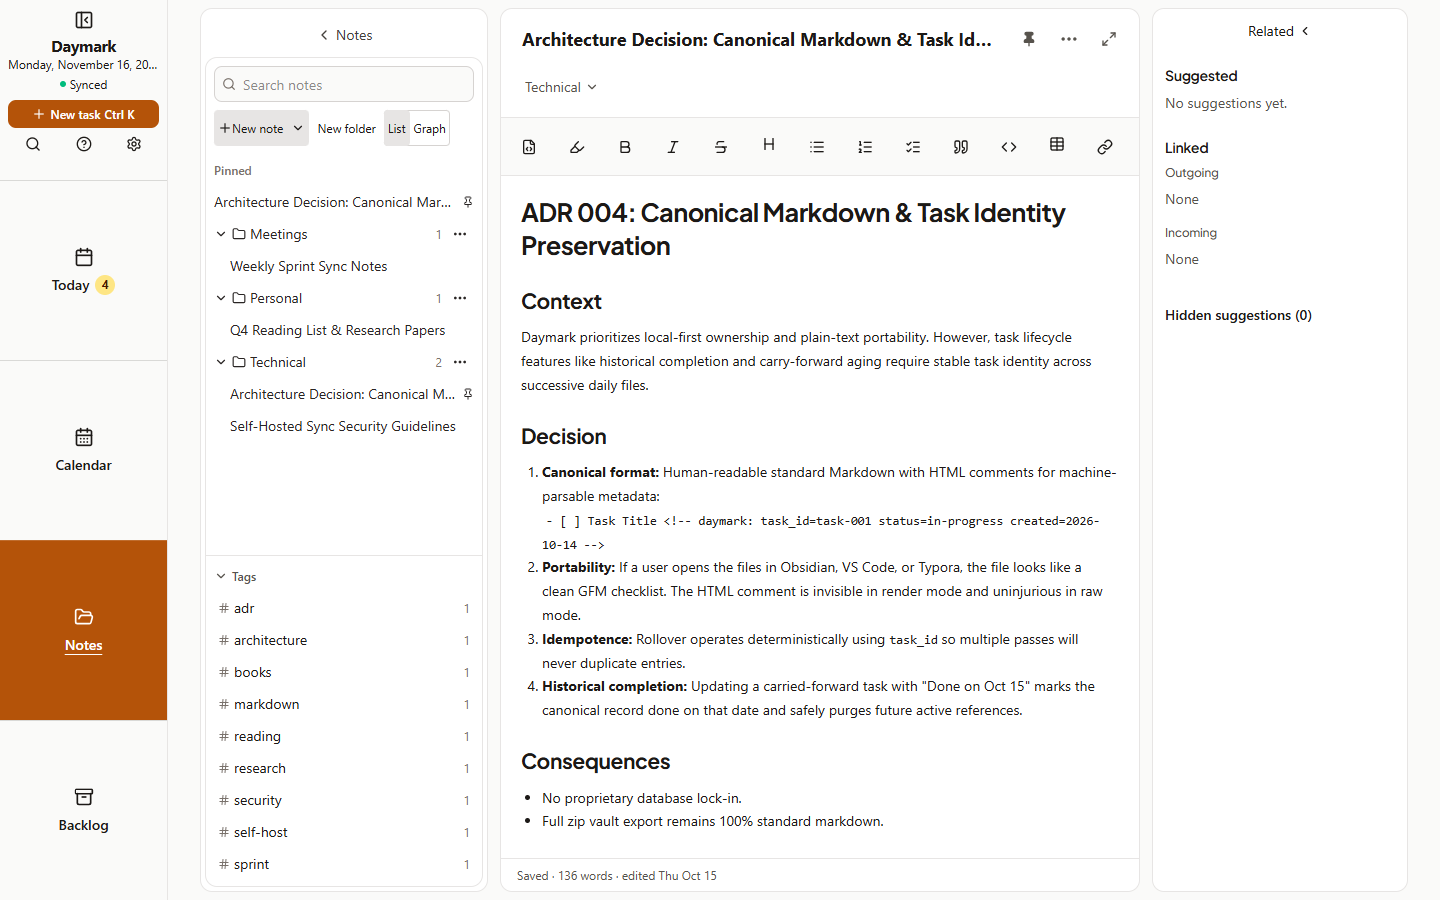 Daymark
Monday, November 16, 20...
Synced
New task Ctrl K
Today 4
Calendar
Notes
Backlog
Notes
Search notes
New note
New folder
List
Graph
Pinned
Architecture Decision: Canonical Mar...
Meetings 1
Weekly Sprint Sync Notes
Personal 1
Q4 Reading List & Research Papers
Technical 2
Architecture Decision: Canonical M...
Self-Hosted Sync Security Guidelines
Tags
# adr 1
# architecture 1
# books 1
# markdown 1
# reading 1
# research 1
# security 1
# self-host 1
# sprint 1
Architecture Decision: Canonical Markdown & Task Id...
Technical
ADR 004: Canonical Markdown & Task Identity
Preservation
Context
Daymark prioritizes local-first ownership and plain-text portability. However, task lifecycle
features like historical completion and carry-forward aging require stable task identity across
successive daily files.
Decision
1. Canonical format: Human-readable standard Markdown with HTML comments for machine-
parsable metadata:
- [ ] Task Title <!-- daymark: task_id=task-001 status=in-progress created=2026-
10-14 -->
2. Portability: If a user opens the files in Obsidian, VS Code, or Typora, the file looks like a
clean GFM checklist. The HTML comment is invisible in render mode and uninjurious in raw
mode.
3. Idempotence: Rollover operates deterministically using task_id so multiple passes will
never duplicate entries.
4. Historical completion: Updating a carried-forward task with "Done on Oct 15" marks the
canonical record done on that date and safely purges future active references.
Consequences
• No proprietary database lock-in.
• Full zip vault export remains 100% standard markdown.
Saved · 136 words · edited Thu Oct 15
Related
Suggested
No suggestions yet.
Linked
Outgoing
None
Incoming
None
Hidden suggestions (0)